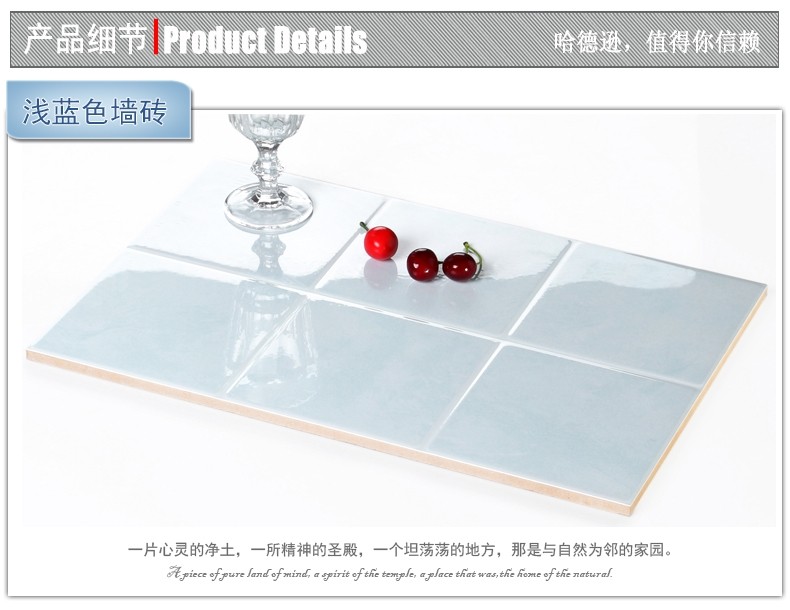 产品细节 Product Details 哈德逊，值得你信赖
浅蓝色墙砖
一片心灵的净土，一所精神的圣殿，一个坦荡荡的地方，那是与自然为邻的家园。
A piece of pure land of mind, a spirit of the temple, a place that was,the home of the natural.